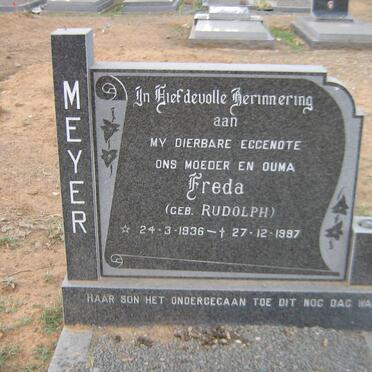 MEYER
In Liefdevolle Herinnering
aan
MY DIERBARE EGGENOTE
ONS MOEDER EN OUMA
Freda
(GEB. RUDOLPH)
☆ 24-3-1936 – ✝ 27-12-1997
HAAR SON HET ONDERGEGAAN TOE DIT NOG DAG WA